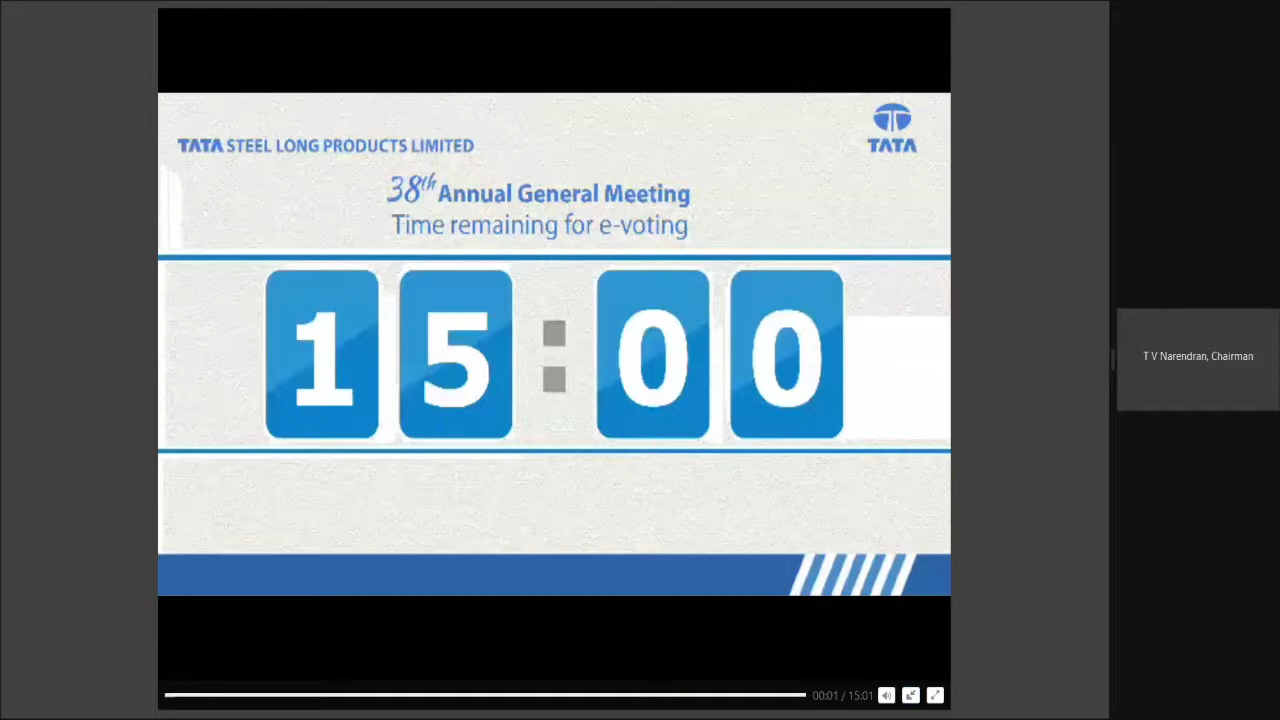 TATA STEEL LONG PRODUCTS LIMITED
TATA
38th Annual General Meeting
Time remaining for e-voting
15:00
T V Narendran, Chairman
00:01 / 15:01